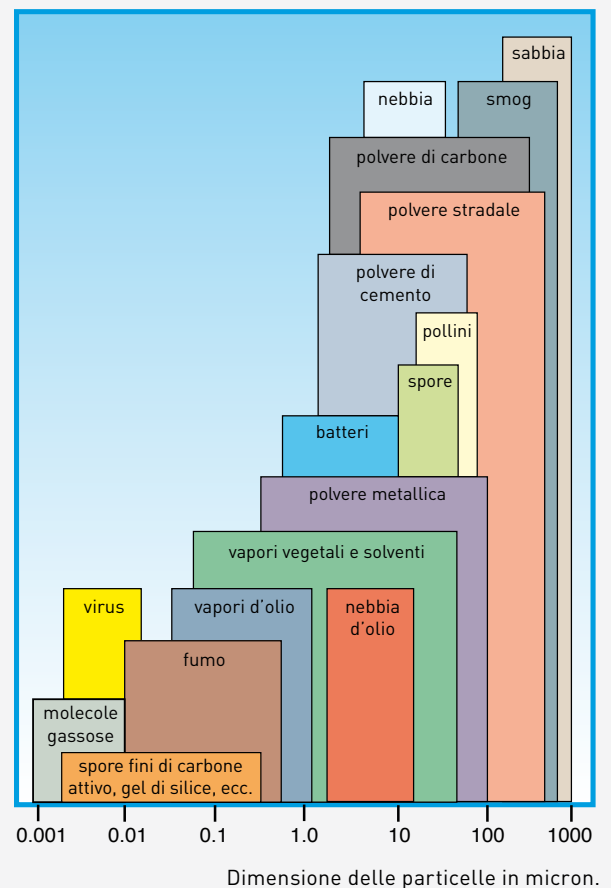 sabbia
nebbia
smog
polvere di carbone
polvere stradale
polvere di
cemento
pollini
spore
batteri
polvere metallica
vapori vegetali e solventi
virus
vapori d'olio
nebbia
d'olio
fumo
molecole
gassose
spore fini di carbone
attivo, gel di silice, ecc.
0.001 0.01 0.1 1.0 10 100 1000
Dimensione delle particelle in micron.